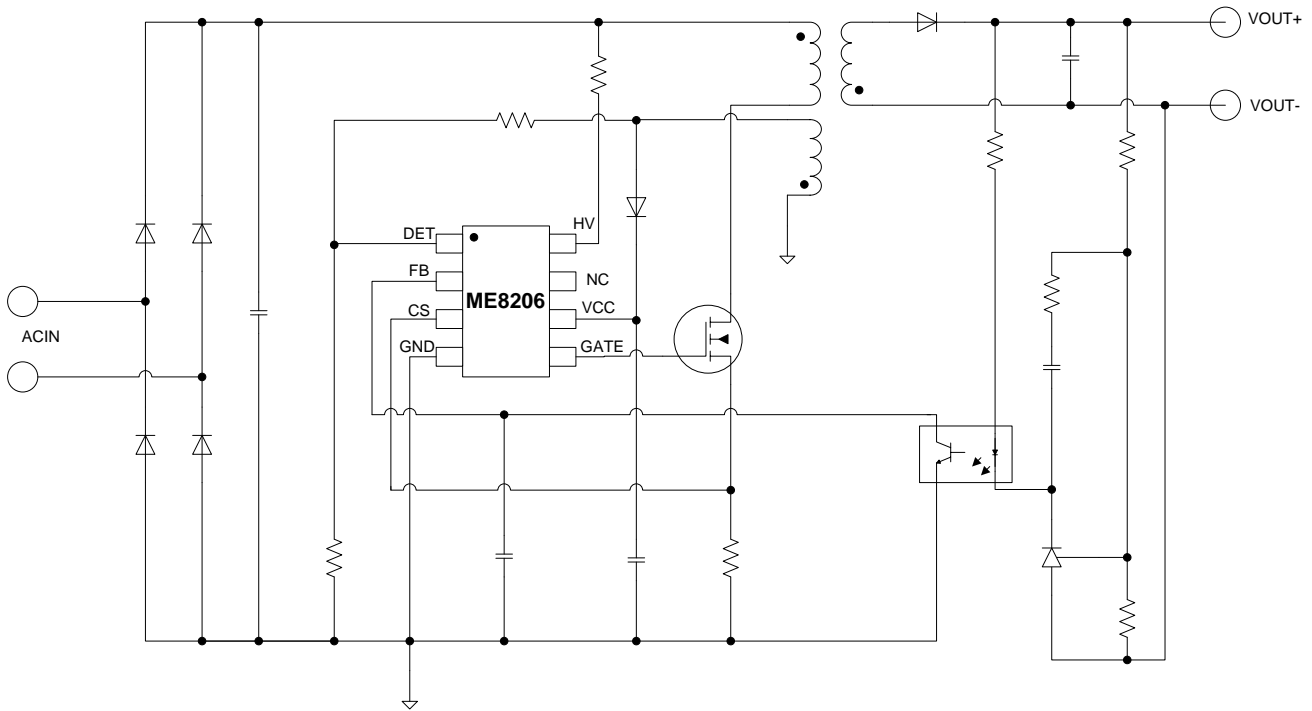 VOUT+
VOUT-
HV
DET
FB
NC
ME8206
CS
VCC
GND
GATE
ACIN